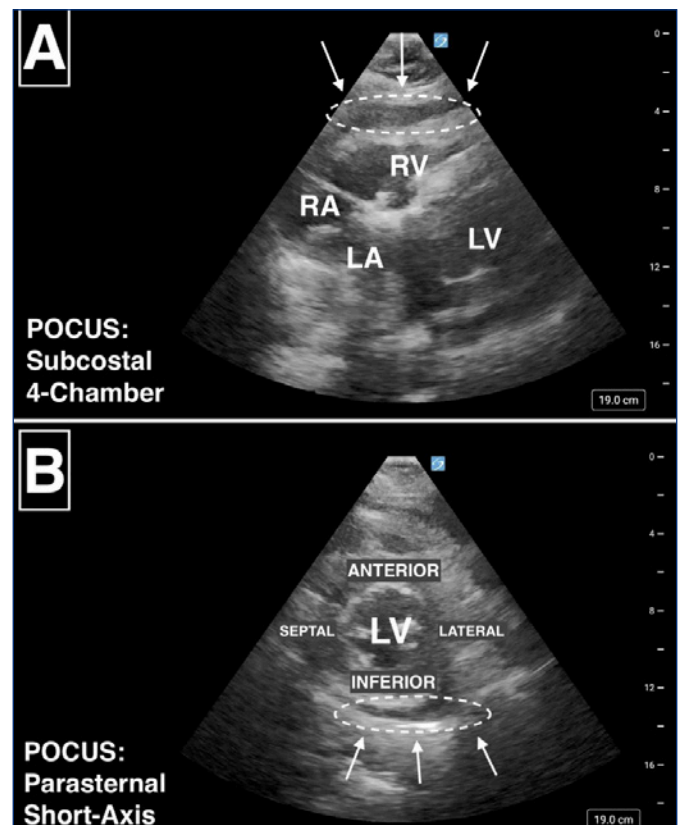 A
0
4
RV
8
RA
LV
LA
12
POCUS:
Subcostal
16
4-Chamber
19.0 cm
B
0
4
ANTERIOR
8
SEPTAL LV LATERAL
INFERIOR
12
POCUS:
16
Parasternal
Short-Axis
19.0 cm